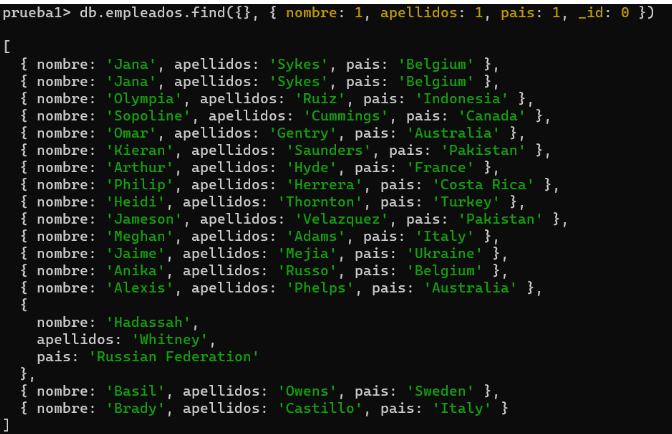 prueba1> db.empleados.find({}, { nombre: 1, apellidos: 1, pais: 1, _id: 0 })
[
  { nombre: 'Jana', apellidos: 'Sykes', pais: 'Belgium' },
  { nombre: 'Jana', apellidos: 'Sykes', pais: 'Belgium' },
  { nombre: 'Olympia', apellidos: 'Ruiz', pais: 'Indonesia' },
  { nombre: 'Sopoline', apellidos: 'Cummings', pais: 'Canada' },
  { nombre: 'Omar', apellidos: 'Gentry', pais: 'Australia' },
  { nombre: 'Kieran', apellidos: 'Saunders', pais: 'Pakistan' },
  { nombre: 'Arthur', apellidos: 'Hyde', pais: 'France' },
  { nombre: 'Philip', apellidos: 'Herrera', pais: 'Costa Rica' },
  { nombre: 'Heidi', apellidos: 'Thornton', pais: 'Turkey' },
  { nombre: 'Jameson', apellidos: 'Velazquez', pais: 'Pakistan' },
  { nombre: 'Meghan', apellidos: 'Adams', pais: 'Italy' },
  { nombre: 'Jaime', apellidos: 'Mejia', pais: 'Ukraine' },
  { nombre: 'Anika', apellidos: 'Russo', pais: 'Belgium' },
  { nombre: 'Alexis', apellidos: 'Phelps', pais: 'Australia' },
  {
    nombre: 'Hadassah',
    apellidos: 'Whitney',
    pais: 'Russian Federation'
  },
  { nombre: 'Basil', apellidos: 'Owens', pais: 'Sweden' },
  { nombre: 'Brady', apellidos: 'Castillo', pais: 'Italy' }
]